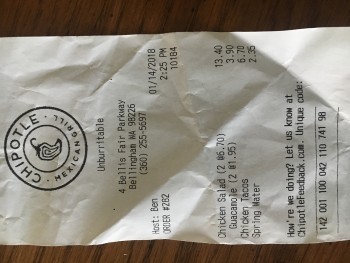 CHIPOTLE
MEXICAN GRILL
Unburritable
4 Bellis Fair Parkway
Bellingham WA 98226
(360) 255-5697
01/14/2018
2:25 PM
10184
Host: Ben
ORDER #282
Chicken Salad (2 @6.70) 13.40
Guacamole (2 @1.95) 3.90
Chicken Tacos 6.70
Spring Water 2.35
How're we doing? Let us know at
Chipotlefeedback.com. Unique code:
142 001 100 042 110 741 98